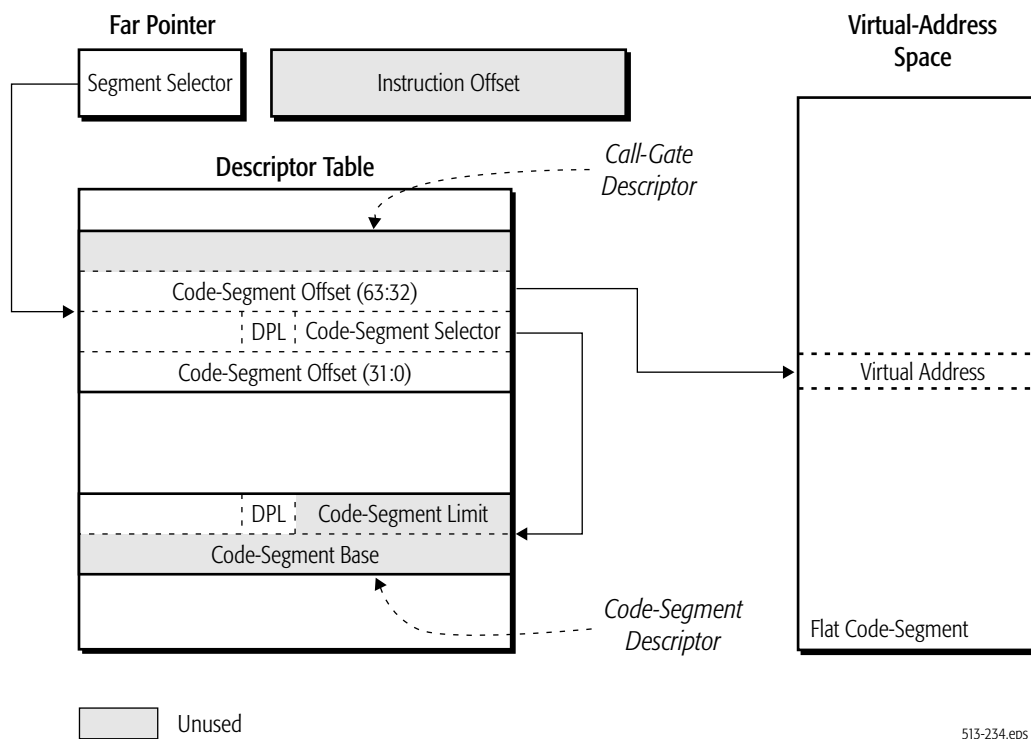 Far Pointer
Virtual-Address
Space
Segment Selector
Instruction Offset
Call-Gate
Descriptor
Descriptor Table
Code-Segment Offset (63:32)
DPL
Code-Segment Selector
Code-Segment Offset (31:0)
Virtual Address
DPL
Code-Segment Limit
Code-Segment Base
Code-Segment
Descriptor
Flat Code-Segment
Unused
513-234.eps